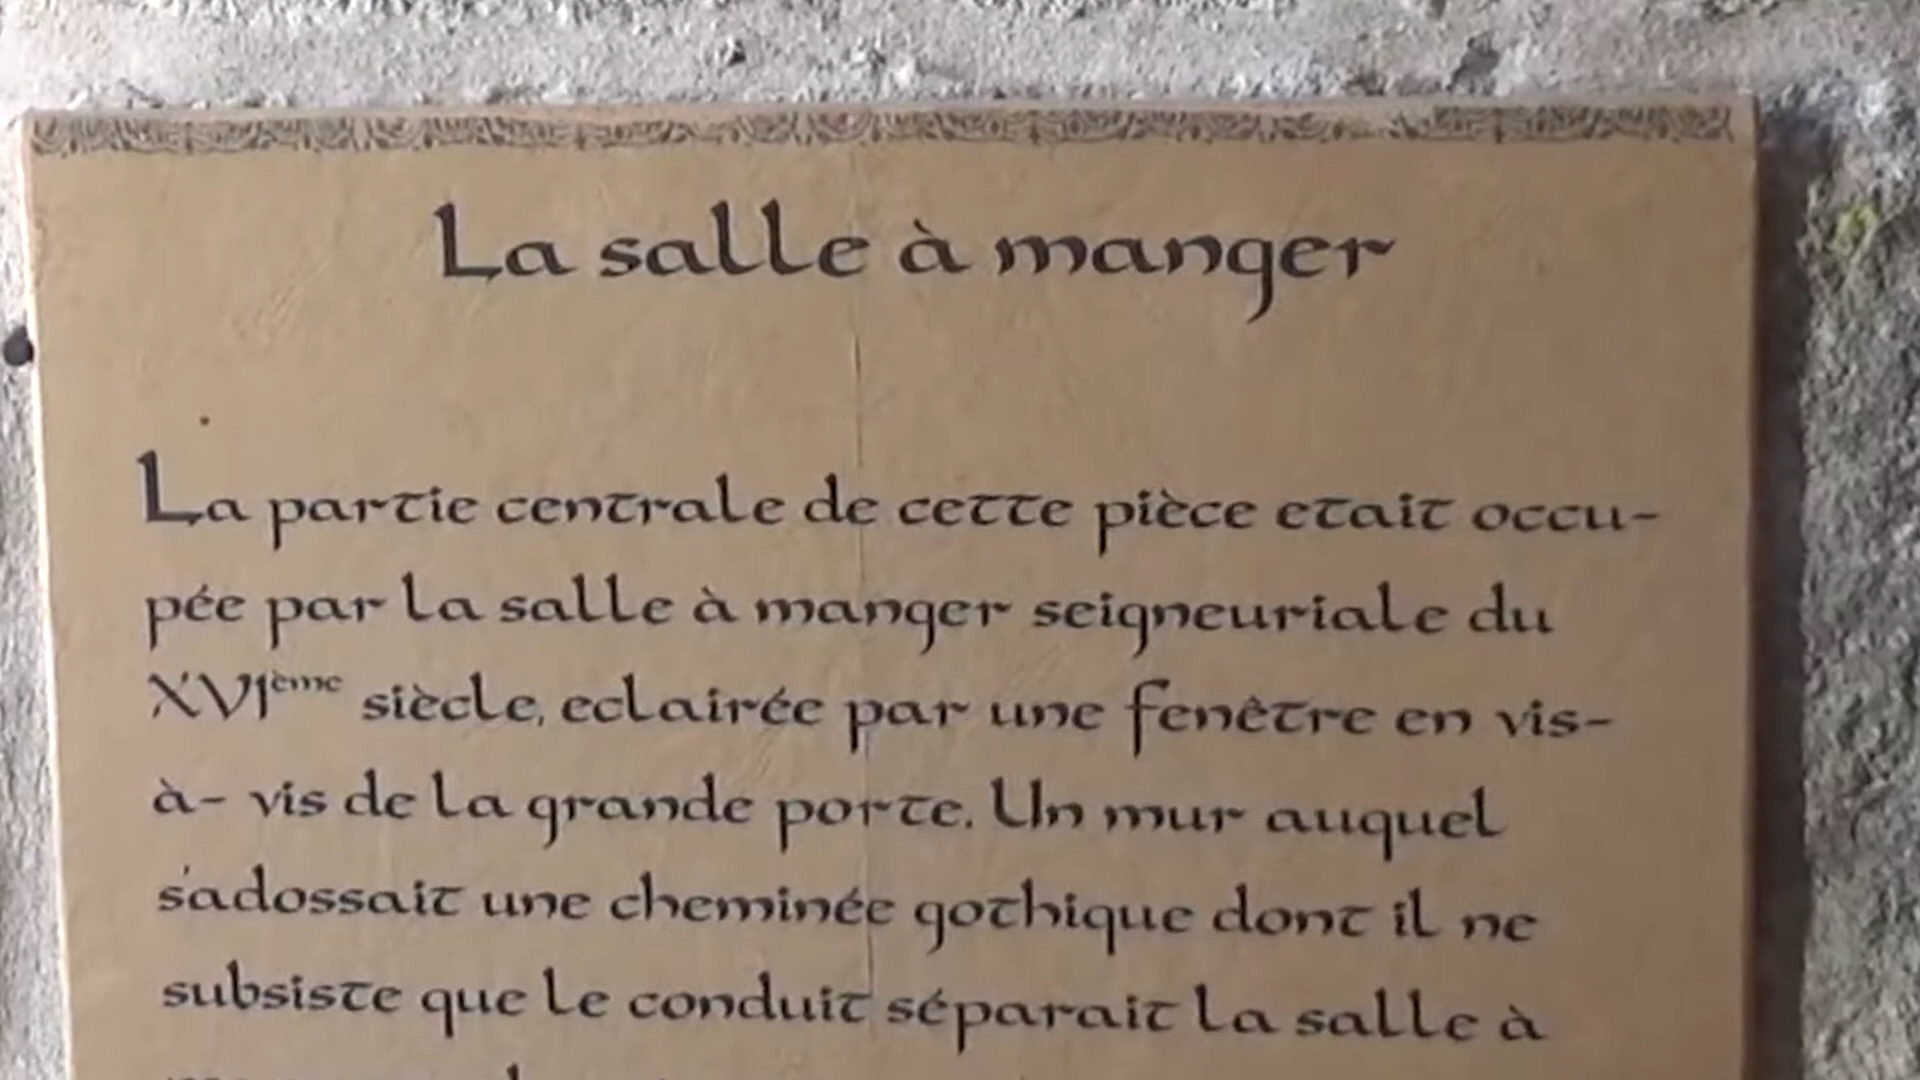 La salle à manger
La partie centrale de cette pièce etait occu-
pée par la salle à manger seigneuriale du
XVIème siècle, eclairée par une fenêtre en vis-
à- vis de la grande porte. Un mur auquel
s'adossait une cheminée gothique dont il ne
subsiste que le conduit séparait la salle à